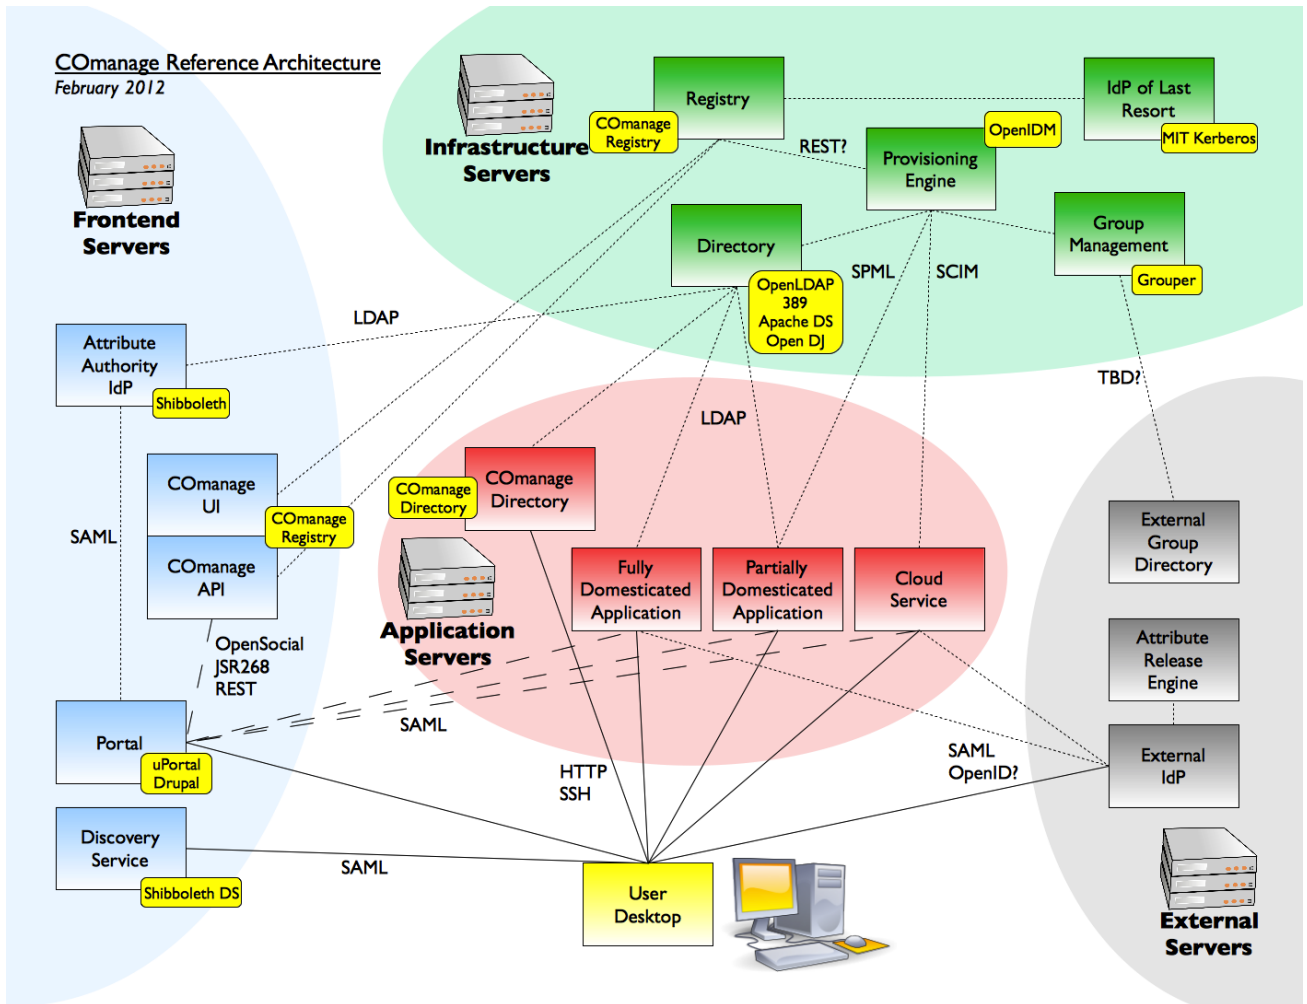 COmanage Reference Architecture
February 2012
Infrastructure
Servers
Registry
COmanage
Registry
IdP of Last
Resort
MIT Kerberos
OpenIDM
REST?
Provisioning
Engine
Frontend
Servers
Directory
OpenLDAP
389
Apache DS
Open DJ
Group
Management
Grouper
SPML
SCIM
LDAP
Attribute
Authority
IdP
Shibboleth
TBD?
LDAP
COmanage
UI
COmanage
Registry
COmanage
API
SAML
COmanage
Directory
COmanage
Directory
External
Group
Directory
Fully
Domesticated
Application
Partially
Domesticated
Application
Cloud
Service
Application
Servers
OpenSocial
JSR268
REST
Attribute
Release
Engine
Portal
uPortal
Drupal
SAML
HTTP
SSH
SAML
OpenID?
External
IdP
Discovery
Service
Shibboleth DS
SAML
User
Desktop
External
Servers